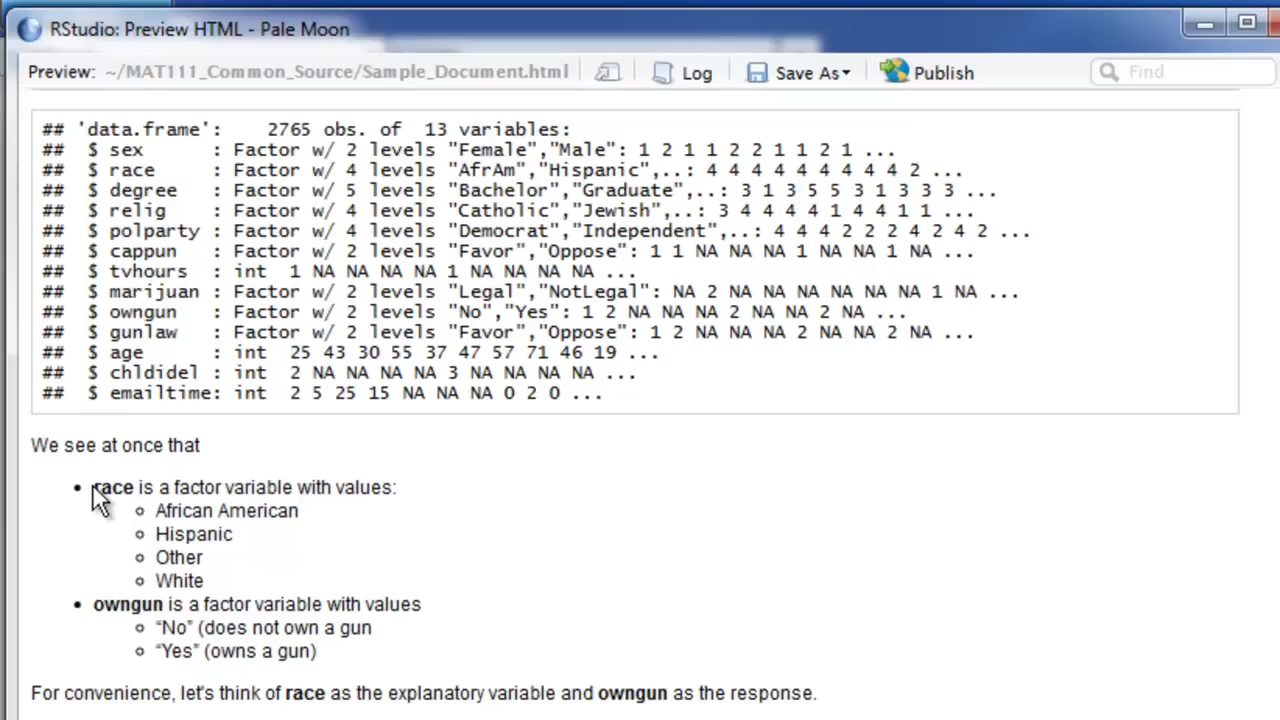 RStudio: Preview HTML - Pale Moon
Preview: ~/MAT111_Common_Source/Sample_Document.html Log Save As Publish Find
## 'data.frame':    2765 obs. of  13 variables:
##  $ sex      : Factor w/ 2 levels "Female","Male": 1 2 1 1 2 2 1 1 2 1 ...
##  $ race     : Factor w/ 4 levels "AfrAm","Hispanic",..: 4 4 4 4 4 4 4 4 4 2 ...
##  $ degree   : Factor w/ 5 levels "Bachelor","Graduate",..: 3 1 3 5 5 3 1 3 3 3 ...
##  $ relig    : Factor w/ 4 levels "Catholic","Jewish",..: 3 4 4 4 4 1 4 4 1 1 ...
##  $ polparty : Factor w/ 4 levels "Democrat","Independent",..: 4 4 4 2 2 2 4 2 4 2 ...
##  $ cappun   : Factor w/ 2 levels "Favor","Oppose": 1 1 NA NA NA 1 NA NA 1 NA ...
##  $ tvhours  : int  1 NA NA NA NA 1 NA NA NA NA ...
##  $ marijuan : Factor w/ 2 levels "Legal","NotLegal": NA 2 NA NA NA NA NA NA 1 NA ...
##  $ owngun   : Factor w/ 2 levels "No","Yes": 1 2 NA NA NA 2 NA NA 2 NA ...
##  $ gunlaw   : Factor w/ 2 levels "Favor","Oppose": 1 2 NA NA NA 2 NA NA 2 NA ...
##  $ age      : int  25 43 30 55 37 47 57 71 46 19 ...
##  $ chldidel : int  2 NA NA NA NA 3 NA NA NA NA ...
##  $ emailtime: int  2 5 25 15 NA NA NA 0 2 0 ...
We see at once that
• race is a factor variable with values:
African American
Hispanic
Other
White
• owngun is a factor variable with values
“No” (does not own a gun
“Yes” (owns a gun)
For convenience, let's think of race as the explanatory variable and owngun as the response.